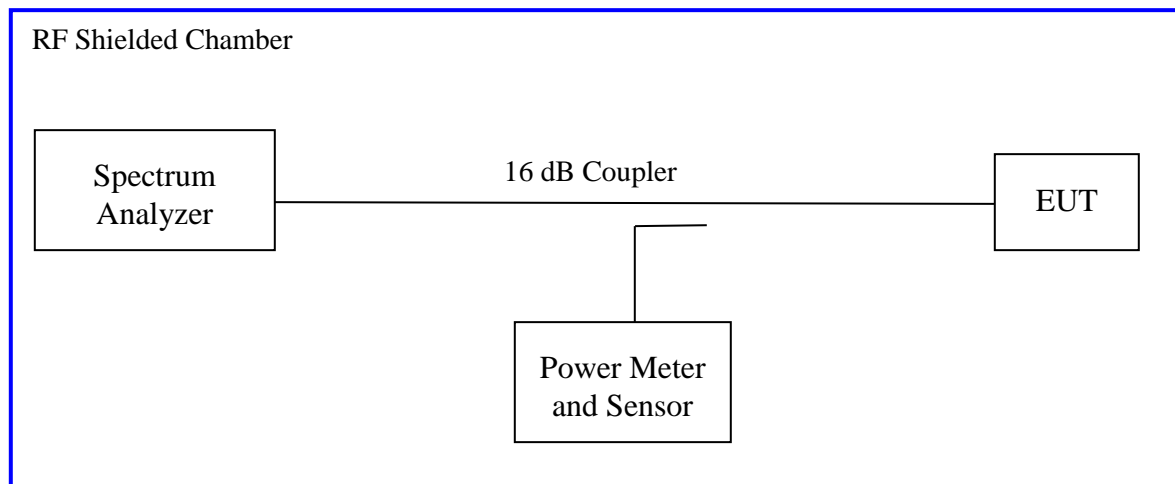 RF Shielded Chamber
Spectrum
Analyzer
16 dB Coupler
EUT
Power Meter
and Sensor